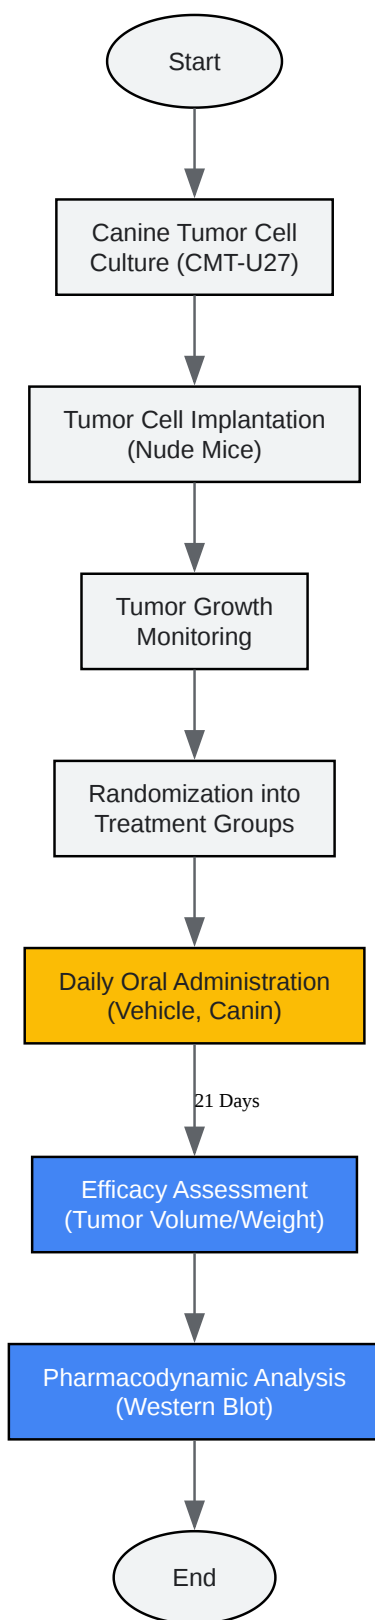 Start
Canine Tumor Cell
Culture (CMT-U27)
Tumor Cell Implantation
(Nude Mice)
Tumor Growth
Monitoring
Randomization into
Treatment Groups
Daily Oral Administration
(Vehicle, Canin)
21 Days
Efficacy Assessment
(Tumor Volume/Weight)
Pharmacodynamic Analysis
(Western Blot)
End